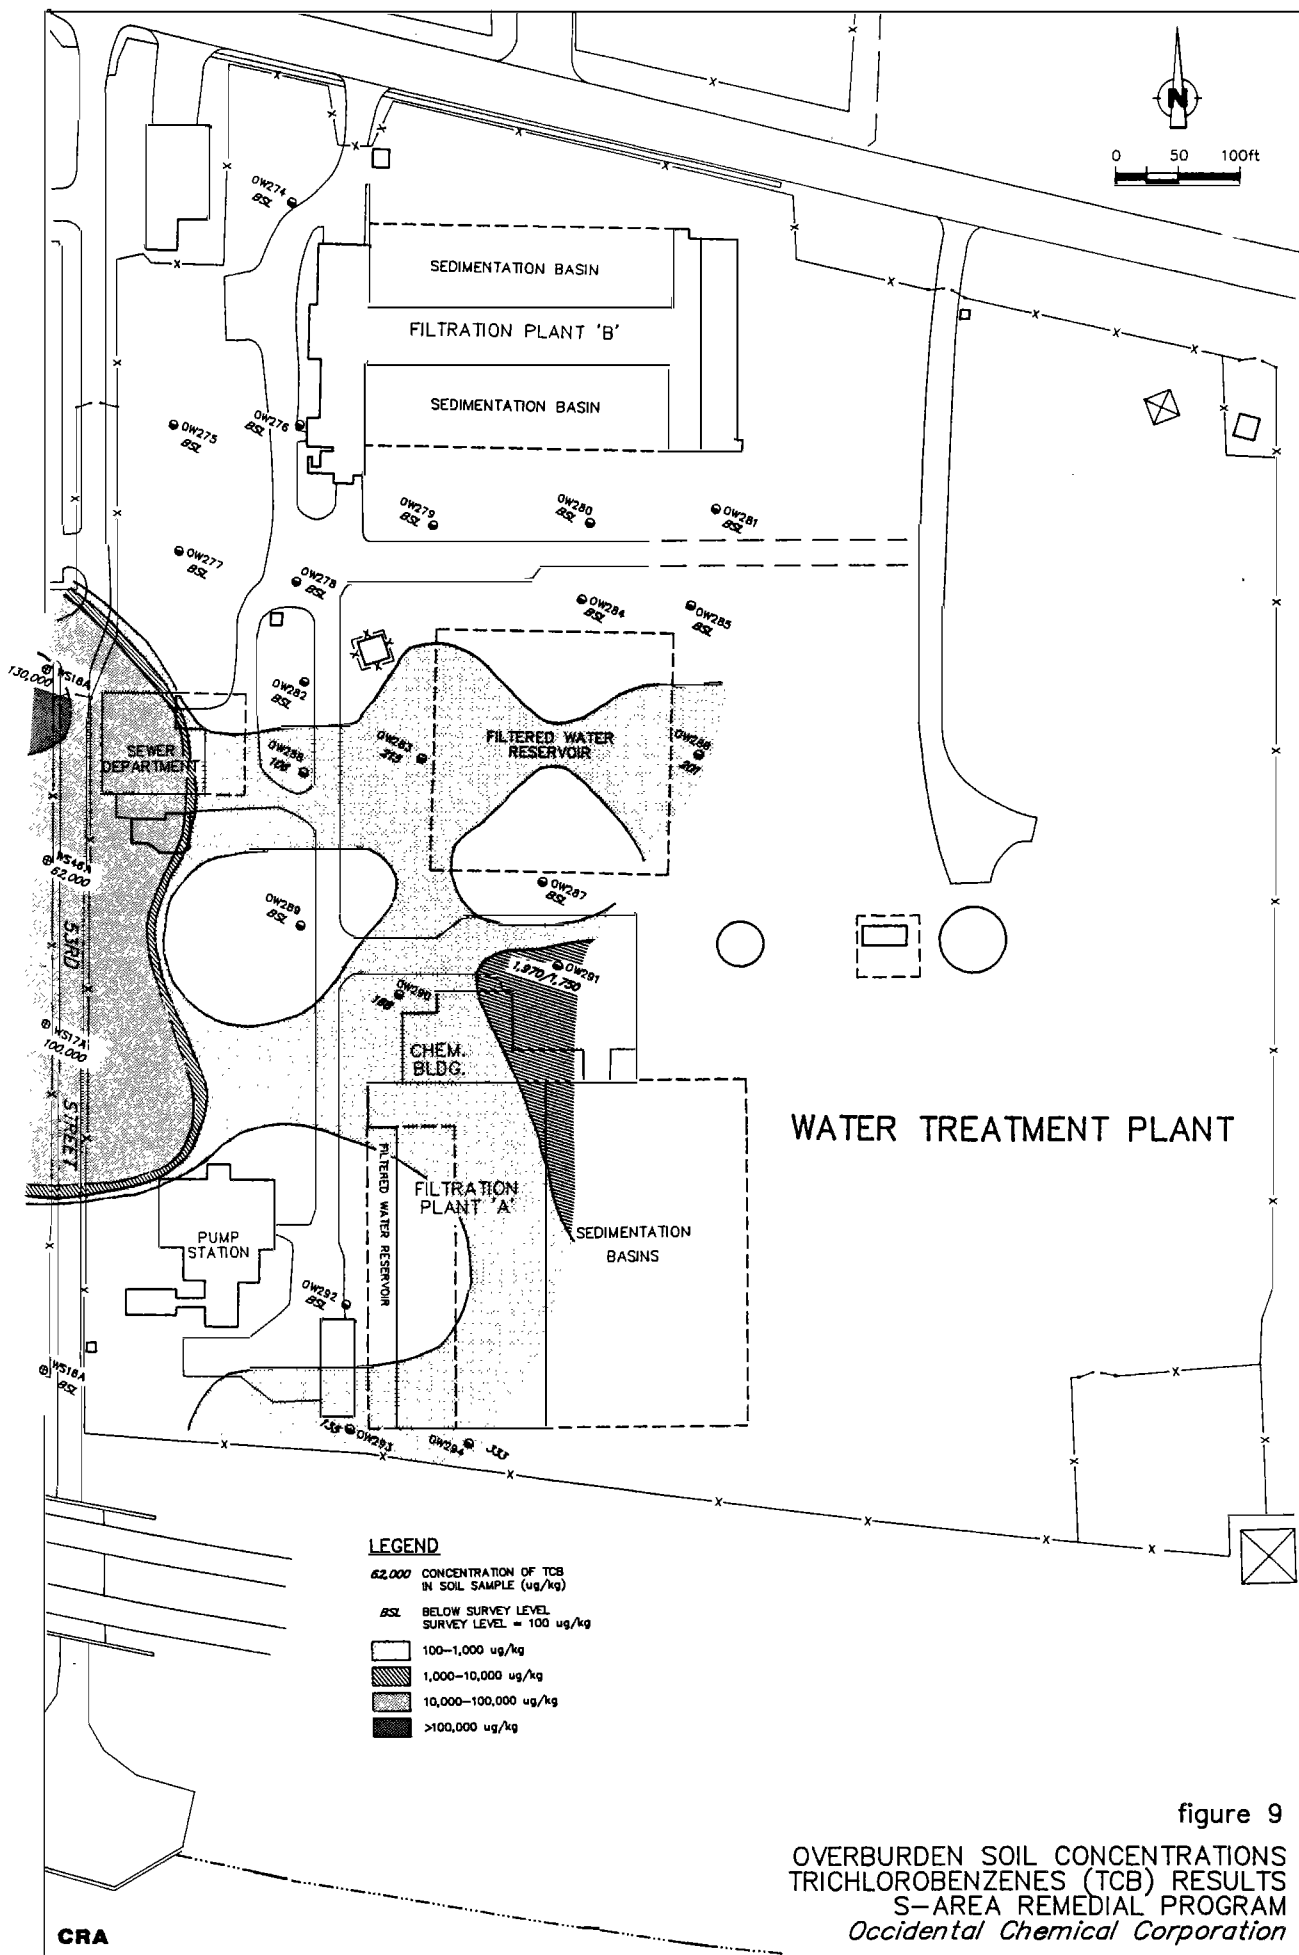 N
0 50 100ft
OW274
BSL
SEDIMENTATION BASIN
FILTRATION PLANT 'B'
SEDIMENTATION BASIN
OW275
BSL
OW276
BSL
OW279
BSL
OW280
BSL
OW281
BSL
OW277
BSL
OW278
BSL
OW284
BSL
OW285
BSL
130,000
OW282
BSL
SEWER
DEPARTMENT
106
OW283
FILTERED WATER
RESERVOIR
201
62,000
OW287
BSL
OW289
BSL
53RD
STREET
OW291
1,970/1,750
OW290
188
WS17A
100,000
CHEM.
BLDG.
WATER TREATMENT PLANT
FILTERED WATER RESERVOIR
FILTRATION
PLANT 'A'
SEDIMENTATION
BASINS
PUMP
STATION
OW292
BSL
BSL
135
OW293
OW294
333
LEGEND
62,000 CONCENTRATION OF TCB
IN SOIL SAMPLE (ug/kg)
BSL BELOW SURVEY LEVEL
SURVEY LEVEL = 100 ug/kg
100-1,000 ug/kg
1,000-10,000 ug/kg
10,000-100,000 ug/kg
>100,000 ug/kg
figure 9
OVERBURDEN SOIL CONCENTRATIONS
TRICHLOROBENZENES (TCB) RESULTS
S-AREA REMEDIAL PROGRAM
Occidental Chemical Corporation
CRA